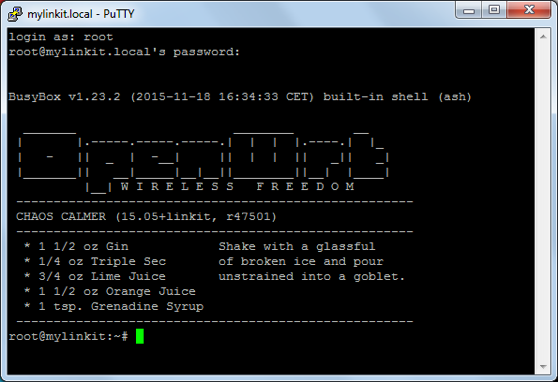 mylinkit.local - PuTTY
login as: root
root@mylinkit.local's password:
BusyBox v1.23.2 (2015-11-18 16:34:33 CET) built-in shell (ash)
OpenWrt
W I R E L E S S   F R E E D O M
CHAOS CALMER (15.05+linkit, r47501)
* 1 1/2 oz Gin Shake with a glassful
* 1/4 oz Triple Sec of broken ice and pour
* 3/4 oz Lime Juice unstrained into a goblet.
* 1 1/2 oz Orange Juice
* 1 tsp. Grenadine Syrup
root@mylinkit:~#